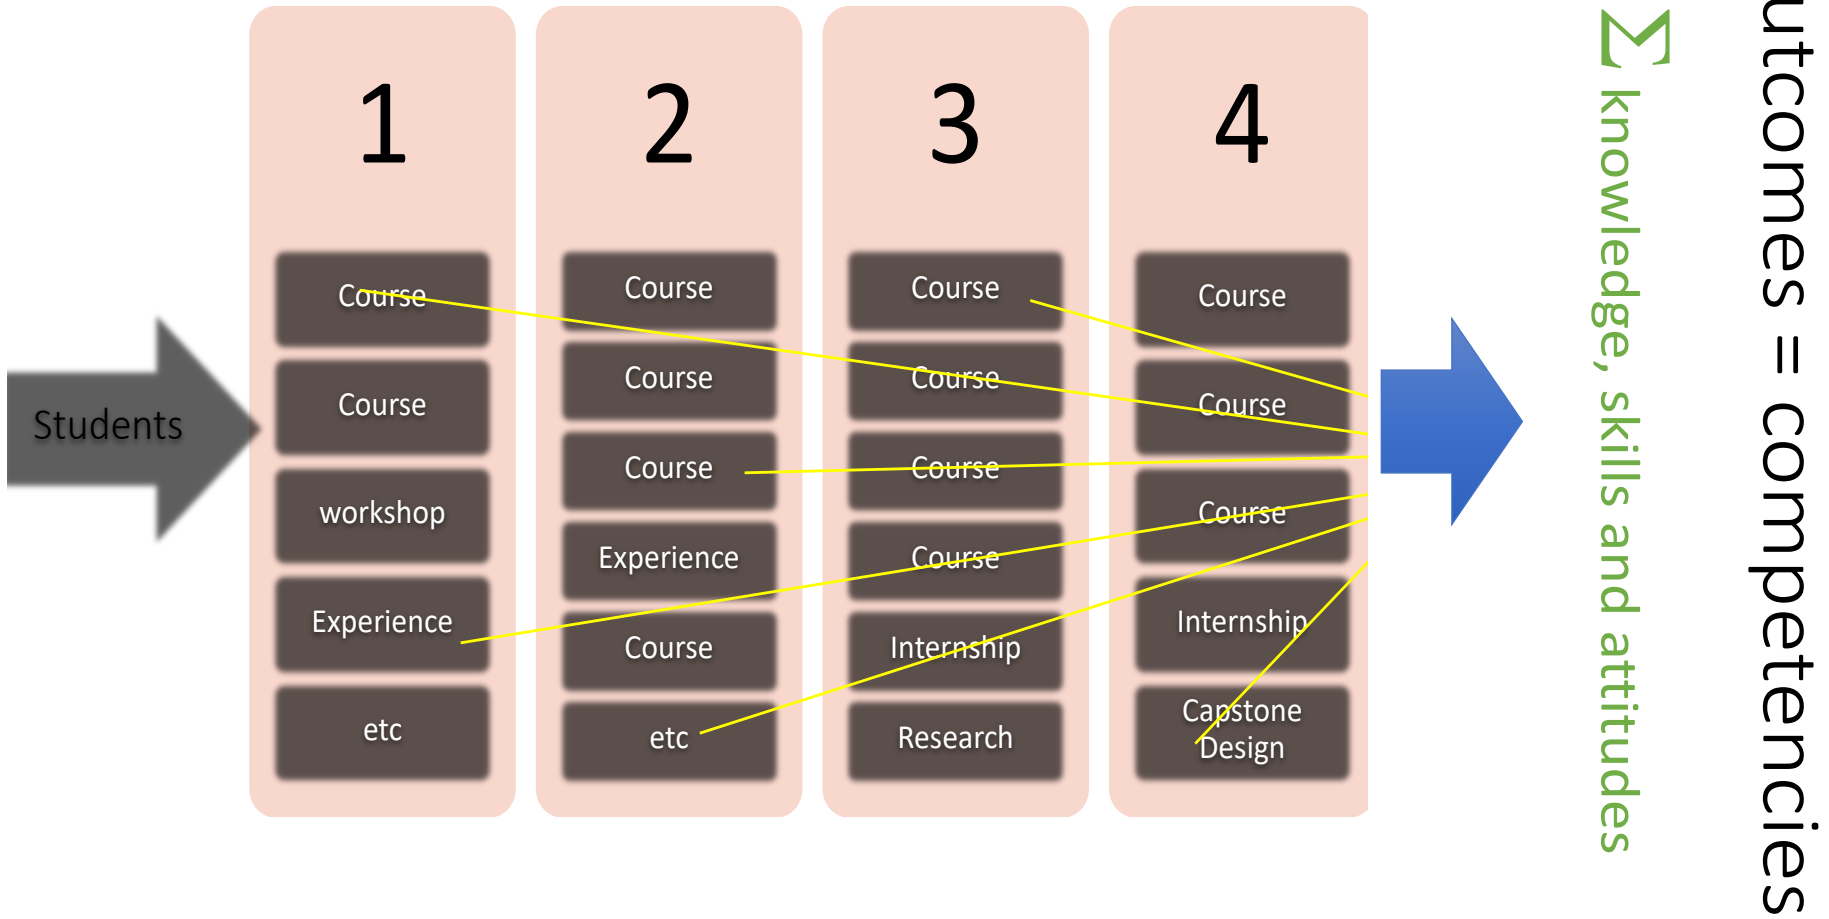 Students
1
Course
Course
workshop
Experience
etc
2
Course
Course
Course
Experience
Course
etc
3
Course
Course
Course
Course
Internship
Research
4
Course
Course
Course
Internship
Capstone
Design
∑ knowledge, skills and attitudes
utcomes = competencies